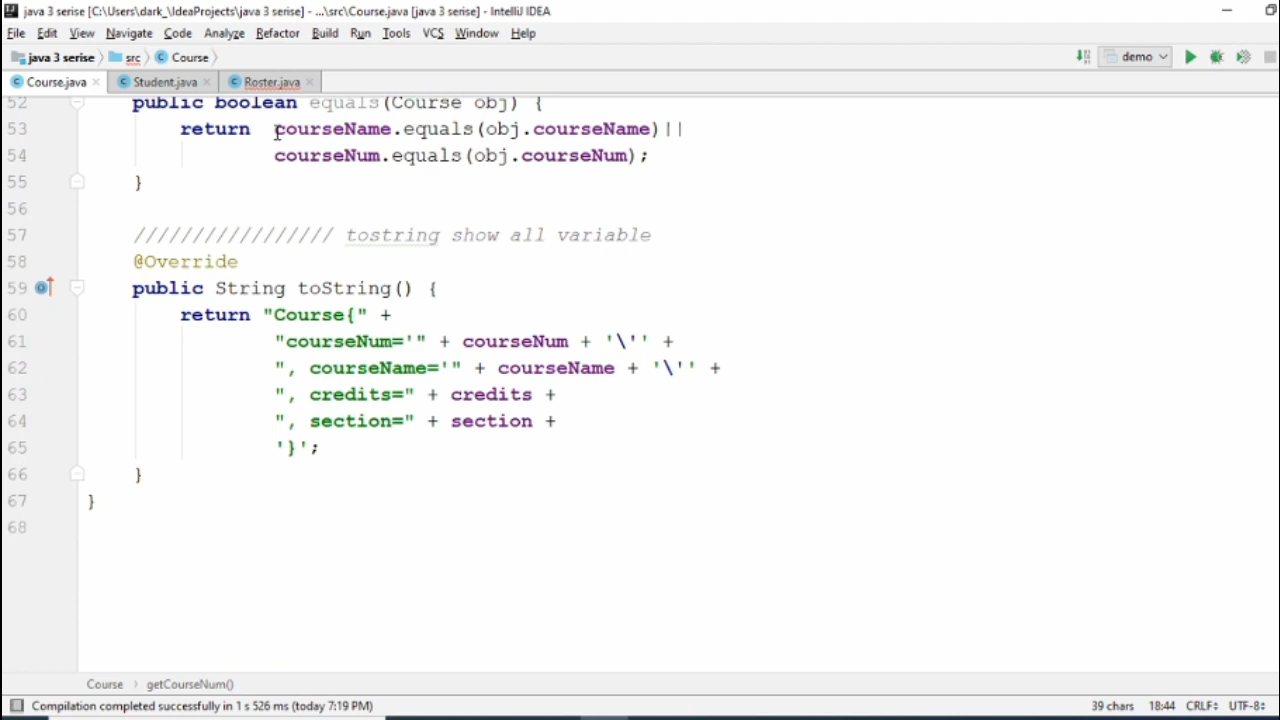 java 3 serise [C:\Users\dark_\IdeaProjects\java 3 serise] - ...\src\Course.java [java 3 serise] - IntelliJ IDEA
File Edit View Navigate Code Analyze Refactor Build Run Tools VCS Window Help
java 3 serise src Course demo
Course.java Student.java Roster.java
52 public boolean equals(Course obj) {
53 return courseName.equals(obj.courseName)||
54 courseNum.equals(obj.courseNum);
55 }
56
57 ///////////////// tostring show all variable
58 @Override
59 public String toString() {
60 return "Course{" +
61 "courseNum='" + courseNum + '\'' +
62 ", courseName='" + courseName + '\'' +
63 ", credits=" + credits +
64 ", section=" + section +
65 '}';
66 }
67 }
68
Course › getCourseNum()
Compilation completed successfully in 1 s 526 ms (today 7:19 PM) 39 chars 18:44 CRLF UTF-8